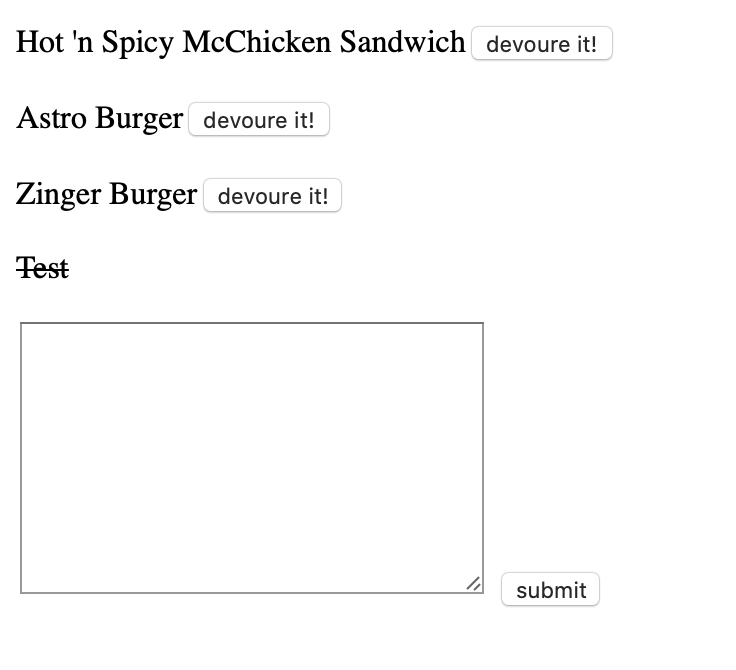 Hot 'n Spicy McChicken Sandwich devoure it!
Astro Burger devoure it!
Zinger Burger devoure it!
Test
submit